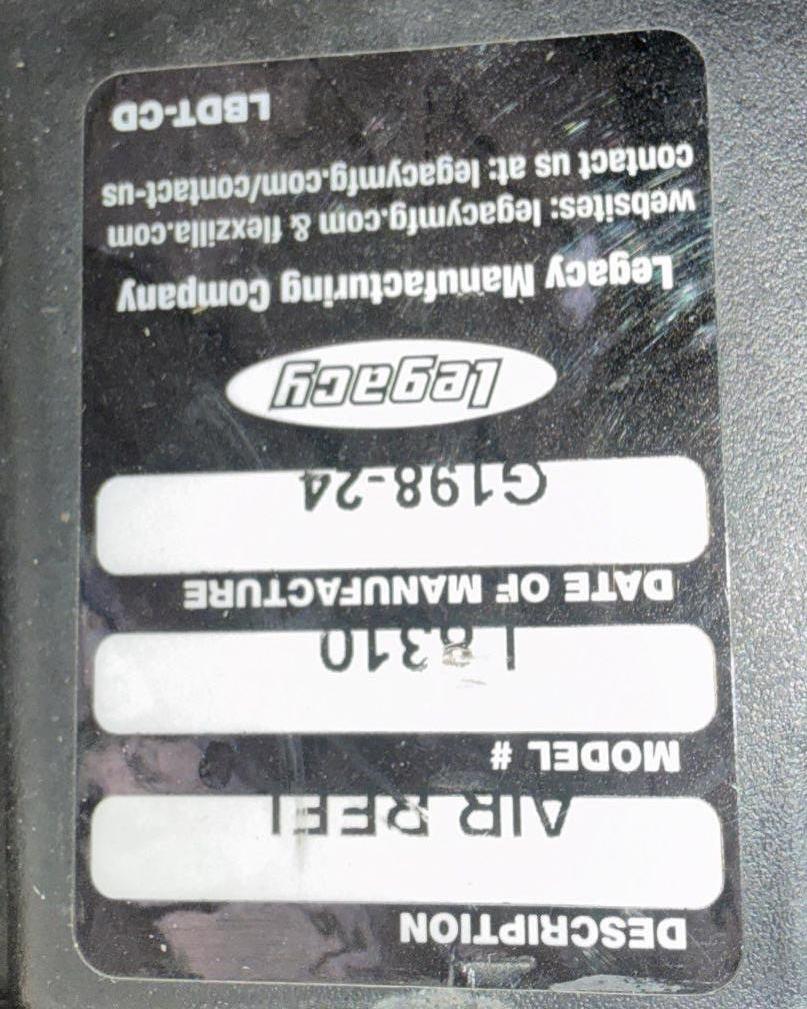 DESCRIPTION
AIR REEL
MODEL #
L8310
DATE OF MANUFACTURE
G198-24
Legacy
Legacy Manufacturing Company
websites: legacymfg.com & flexzilla.com
contact us at: legacymfg.com/contact-us
LBDT-CD